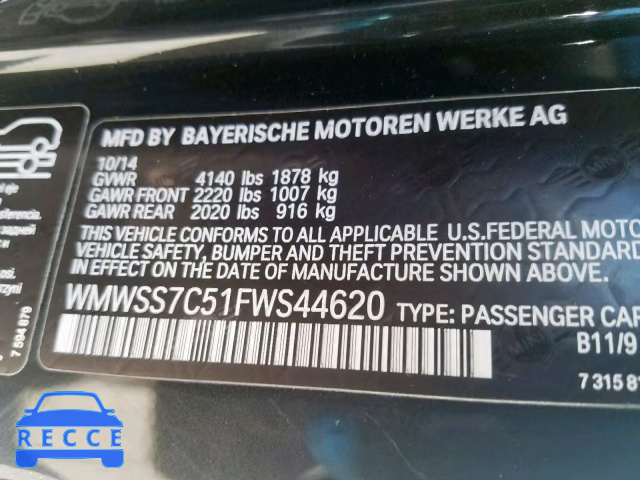 MFD BY BAYERISCHE MOTOREN WERKE AG
10/14
GVWR 4140 lbs 1878 kg
GAWR FRONT 2220 lbs 1007 kg
GAWR REAR 2020 lbs 916 kg
THIS VEHICLE CONFORMS TO ALL APPLICABLE U.S.FEDERAL MOTO
VEHICLE SAFETY, BUMPER AND THEFT PREVENTION STANDARD
IN EFFECT ON THE DATE OF MANUFACTURE SHOWN ABOVE.
WMWSS7C51FWS44620 TYPE: PASSENGER CAR
B11/9
7 315 81
7 894 679
RECCE